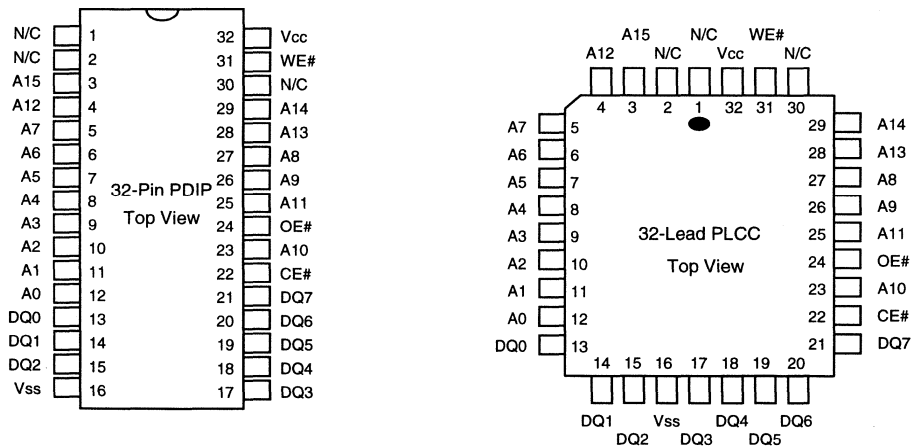 N/C 1 32 Vcc
N/C 2 31 WE#
A15 3 30 N/C
A12 4 29 A14
A7 5 28 A13
A6 6 27 A8
A5 7 26 A9
A4 8 25 A11
A3 9 24 OE#
A2 10 23 A10
A1 11 22 CE#
A0 12 21 DQ7
DQ0 13 20 DQ6
DQ1 14 19 DQ5
DQ2 15 18 DQ4
Vss 16 17 DQ3
32-Pin PDIP
Top View
A15 N/C WE#
A12 N/C Vcc N/C
4 3 2 1 32 31 30
A7 5 29 A14
A6 6 28 A13
A5 7 27 A8
A4 8 26 A9
A3 9 25 A11
A2 10 24 OE#
A1 11 23 A10
A0 12 22 CE#
DQ0 13 21 DQ7
32-Lead PLCC
Top View
14 15 16 17 18 19 20
DQ1 Vss DQ4 DQ6
DQ2 DQ3 DQ5